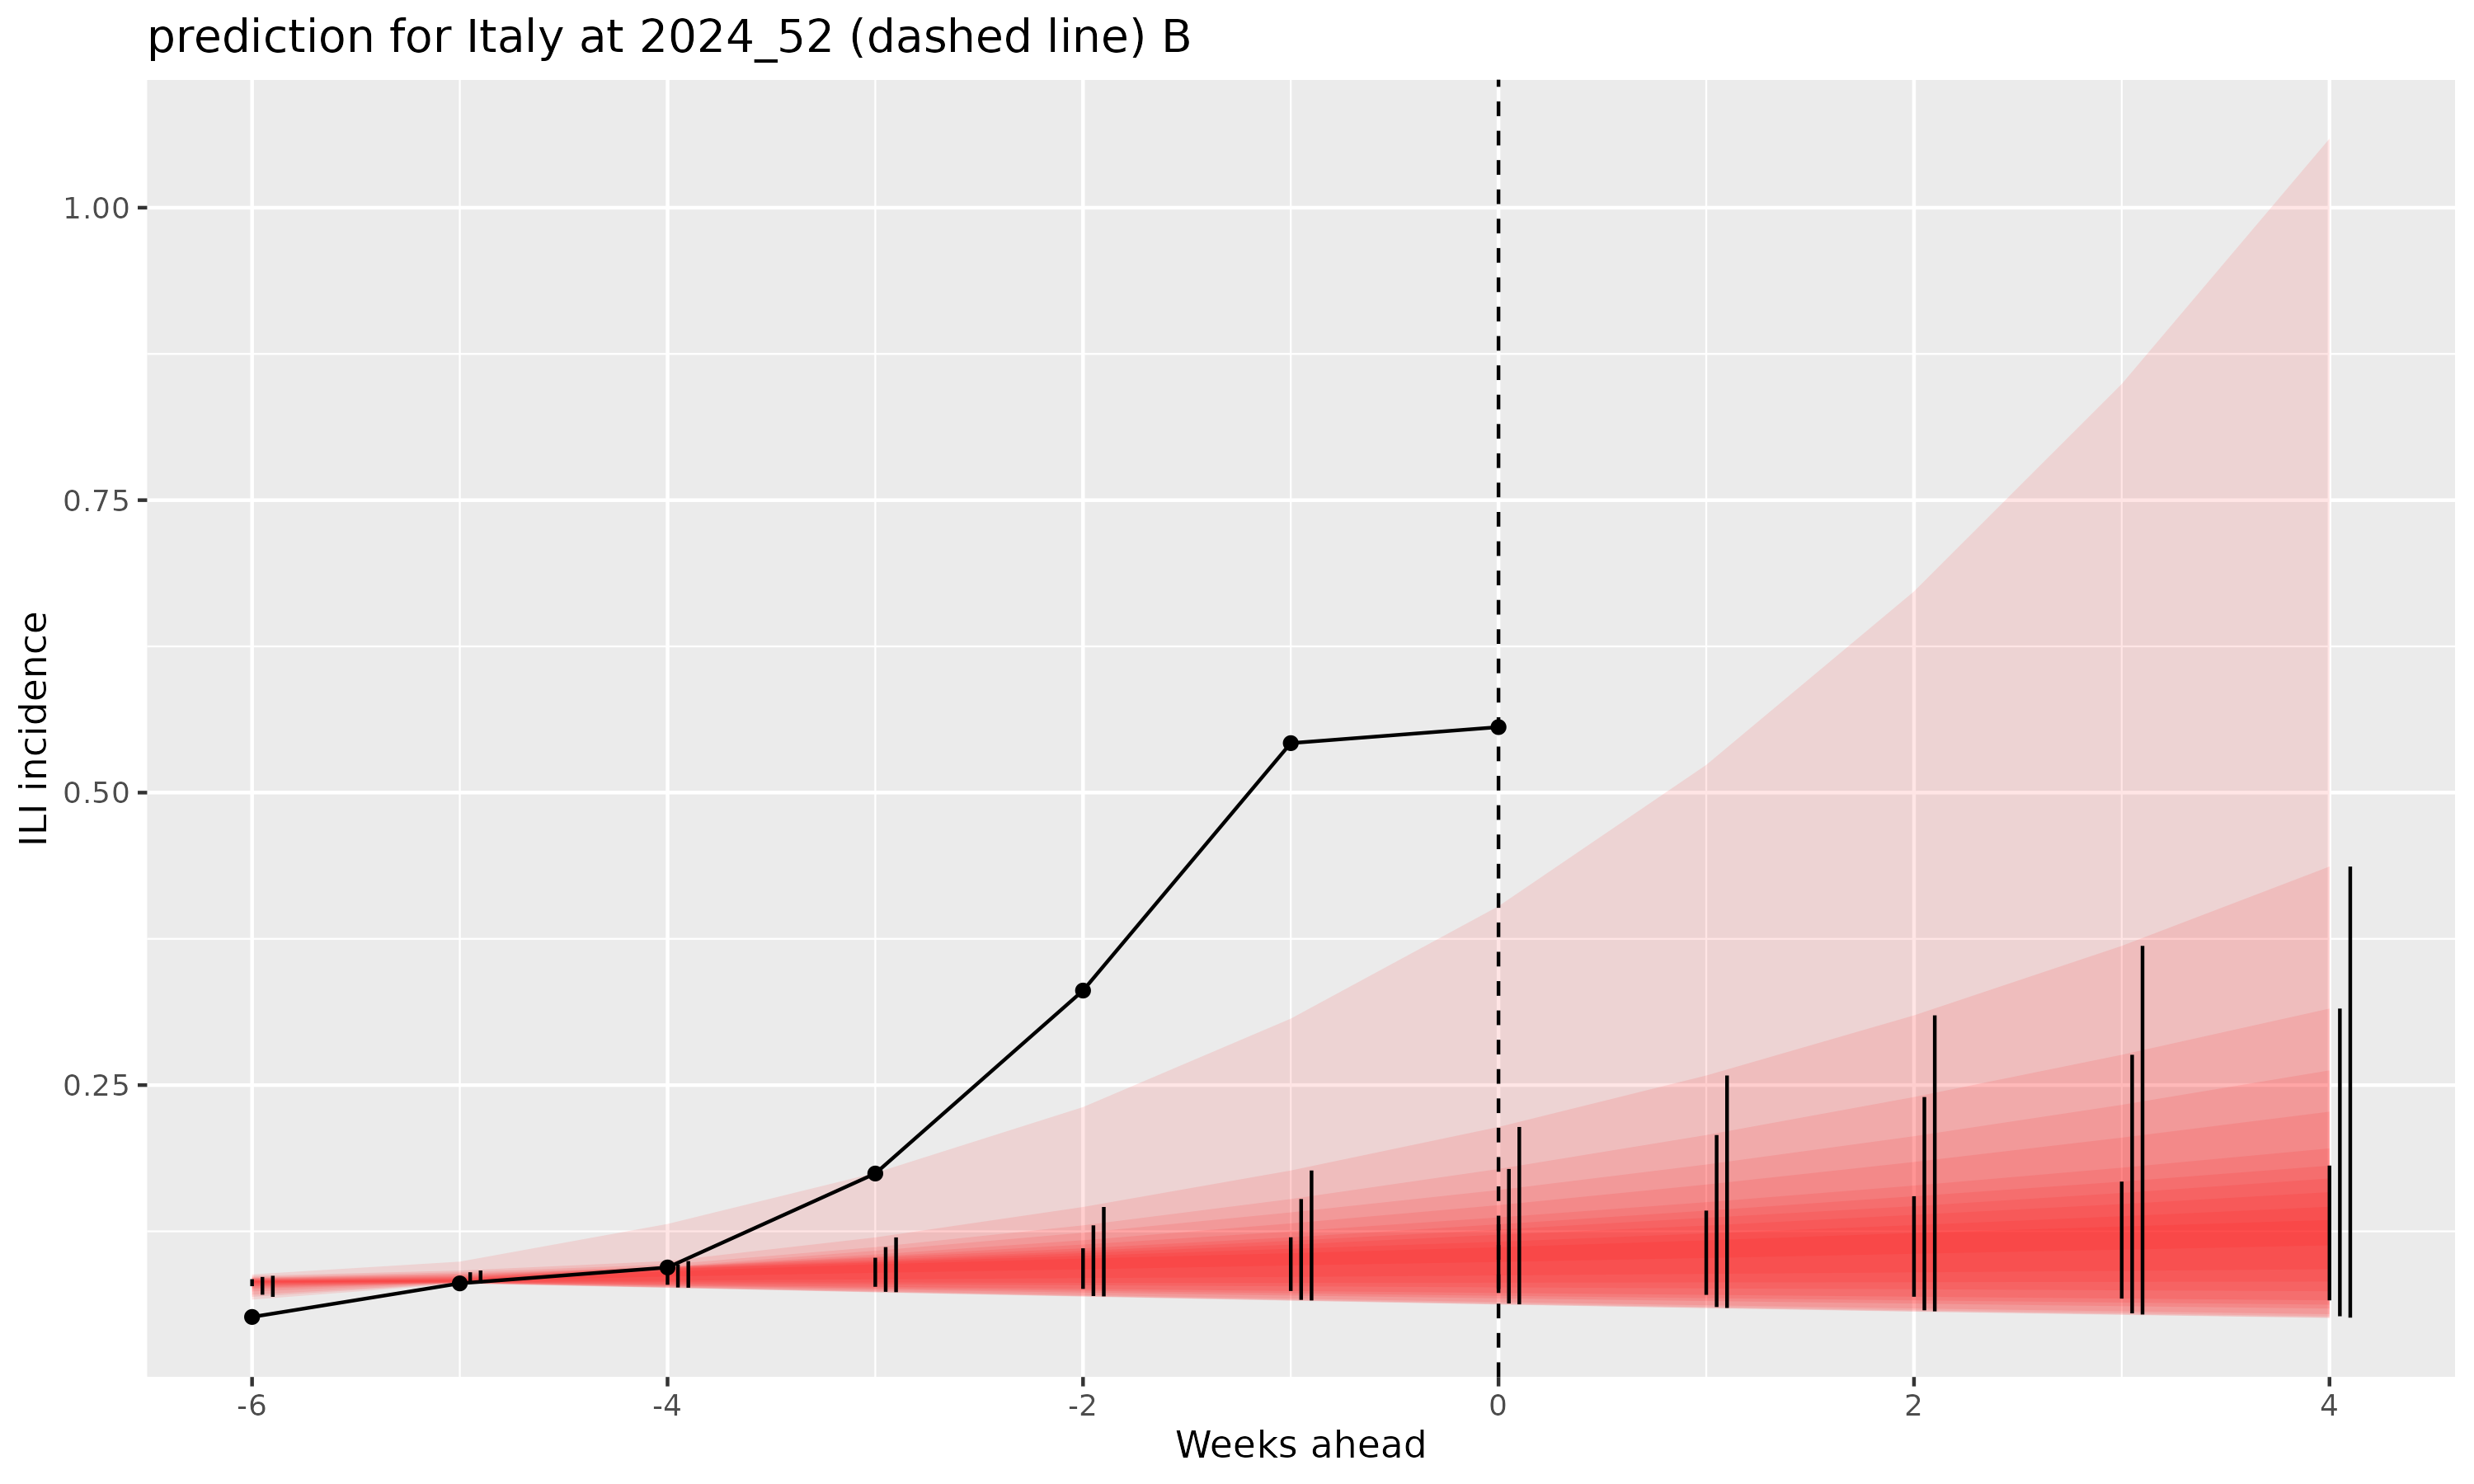 prediction for Italy at 2024_52 (dashed line) B
1.00
0.75
0.50
0.25
ILI incidence
-6 -4 -2 0 2 4
Weeks ahead